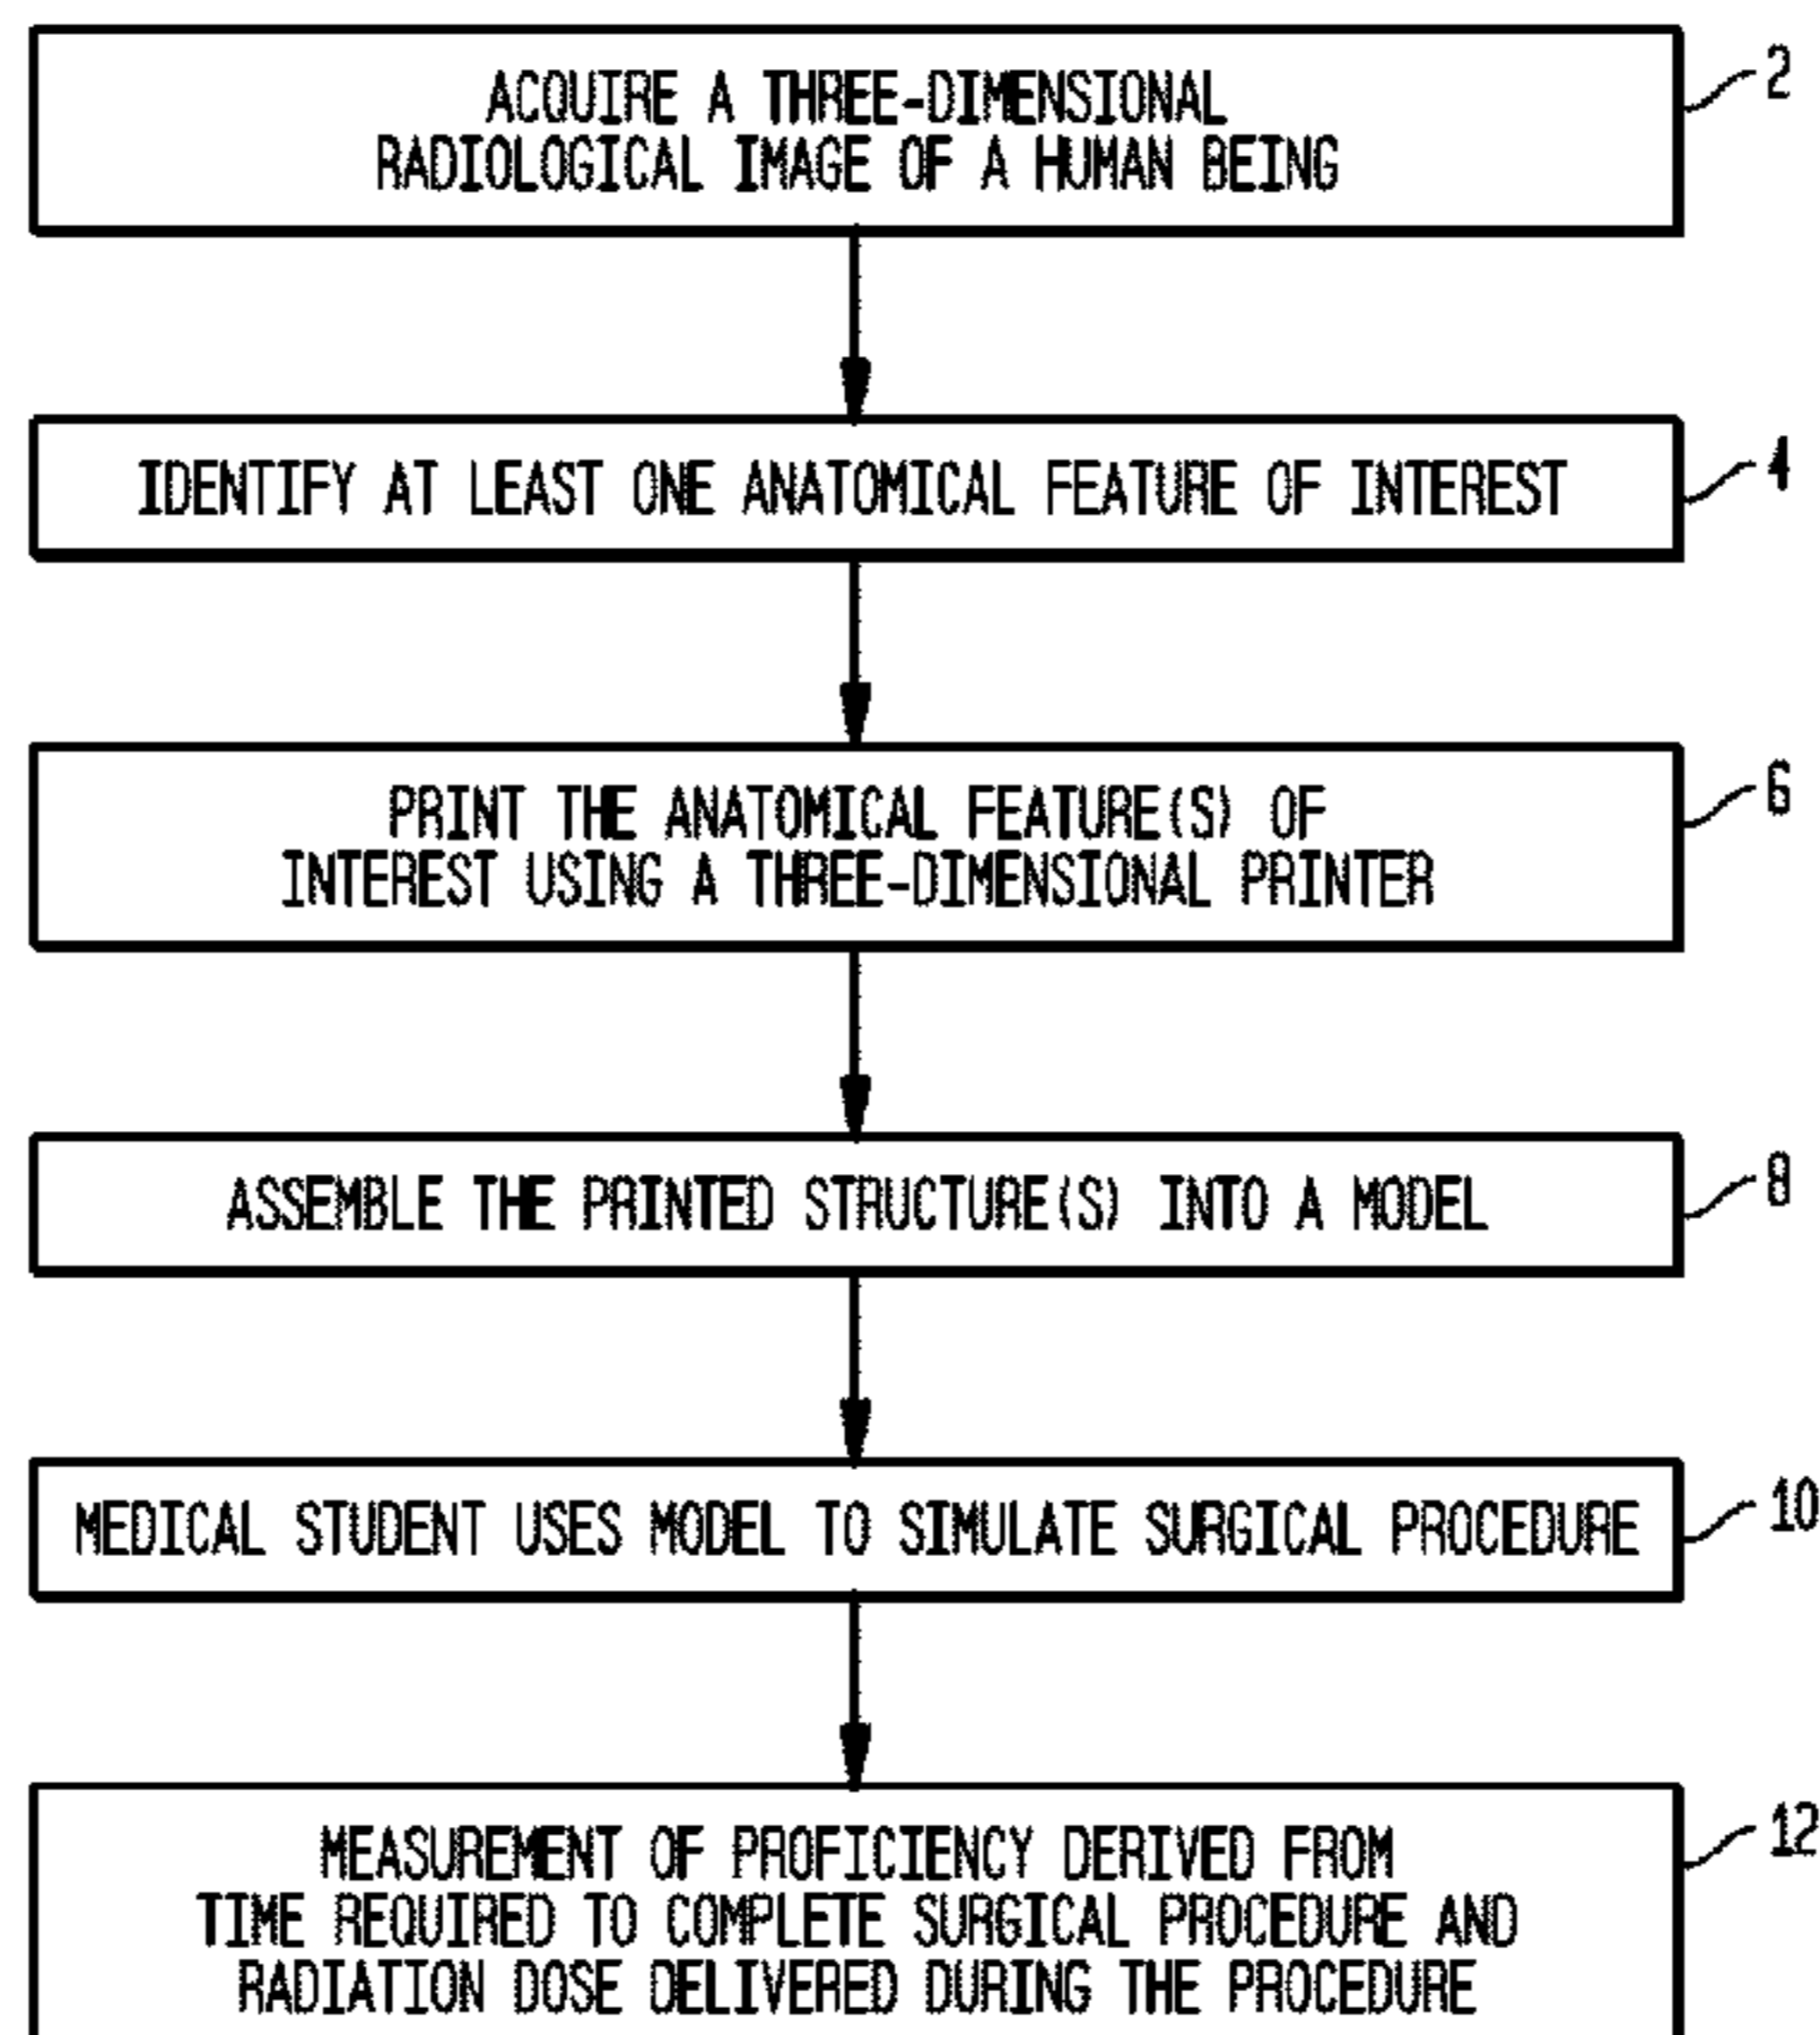 ACQUIRE A THREE-DIMENSIONAL
RADIOLOGICAL IMAGE OF A HUMAN BEING
2
IDENTIFY AT LEAST ONE ANATOMICAL FEATURE OF INTEREST
4
PRINT THE ANATOMICAL FEATURE(S) OF
INTEREST USING A THREE-DIMENSIONAL PRINTER
6
ASSEMBLE THE PRINTED STRUCTURE(S) INTO A MODEL
8
MEDICAL STUDENT USES MODEL TO SIMULATE SURGICAL PROCEDURE
10
MEASUREMENT OF PROFICIENCY DERIVED FROM
TIME REQUIRED TO COMPLETE SURGICAL PROCEDURE AND
RADIATION DOSE DELIVERED DURING THE PROCEDURE
12